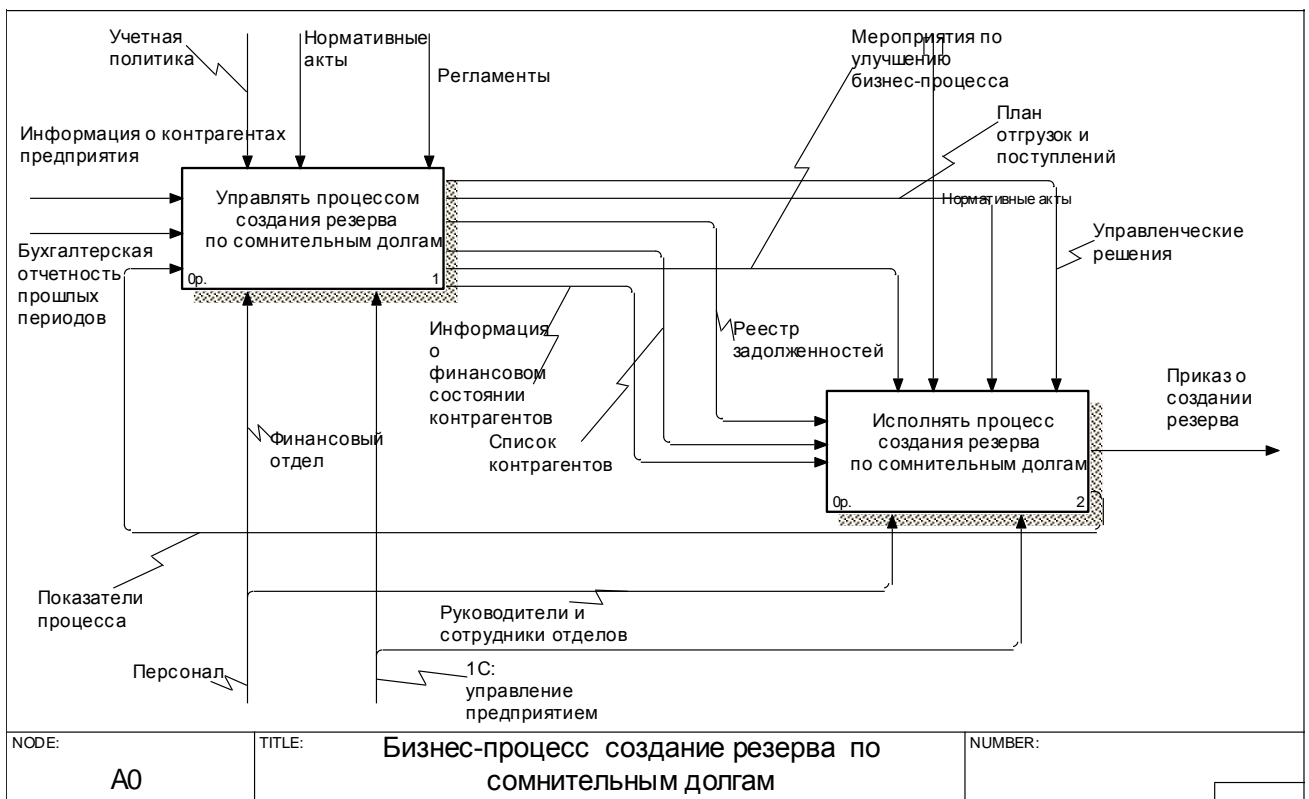 Учетная
политика
Нормативные
акты
Регламенты
Мероприятия по
улучшению
бизнес-процесса
План
отгрузок и
поступлений
Информация о контрагентах
предприятия
Управлять процессом
создания резерва
по сомнительным долгам
0р.
1
Нормативные акты
Управленческие
решения
Бухгалтерская
отчетность
прошлых
периодов
Информация
о
финансовом
состоянии
контрагентов
Реестр
задолженностей
Список
контрагентов
Приказ о
создании
резерва
Исполнять процесс
создания резерва
по сомнительным долгам
0р.
2
Финансовый
отдел
Показатели
процесса
Руководители и
сотрудники отделов
Персонал
1С:
управление
предприятием
NODE:
A0
TITLE:
Бизнес-процесс создание резерва по
сомнительным долгам
NUMBER: